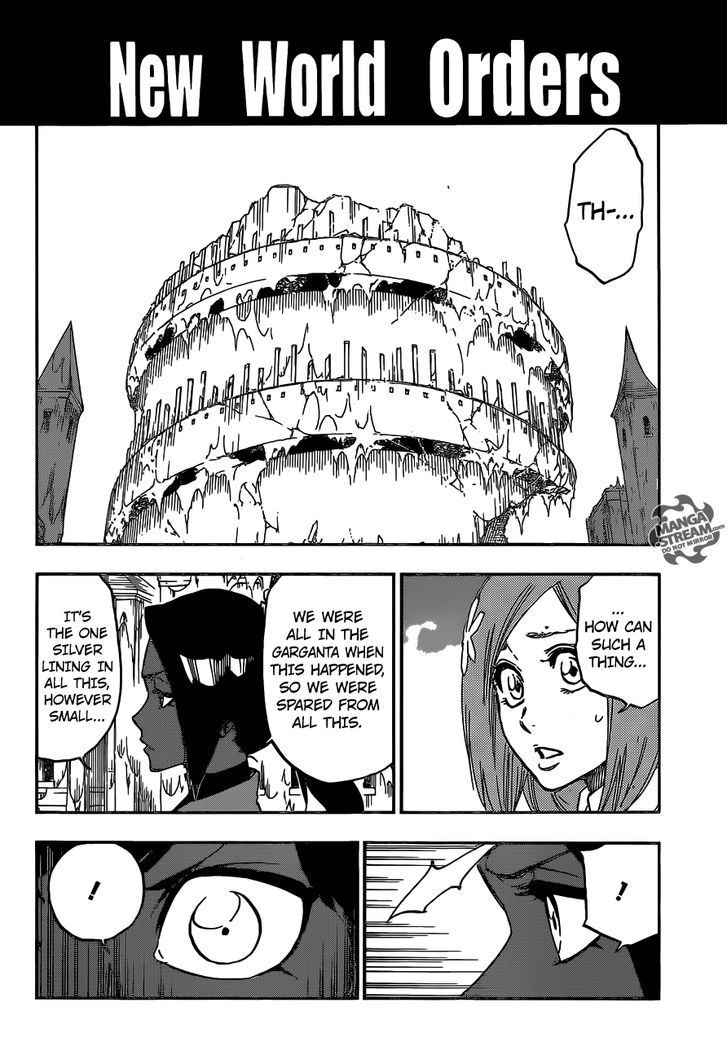 New World Orders
TH-...
MANGA
STREAM.com
DO NOT MIRROR
...
HOW CAN
SUCH A
THING...
WE WERE
ALL IN THE
GARGANTA WHEN
THIS HAPPENED,
SO WE WERE
SPARED FROM
ALL THIS.
IT'S
THE ONE
SILVER
LINING IN
ALL THIS,
HOWEVER
SMALL...
!
!